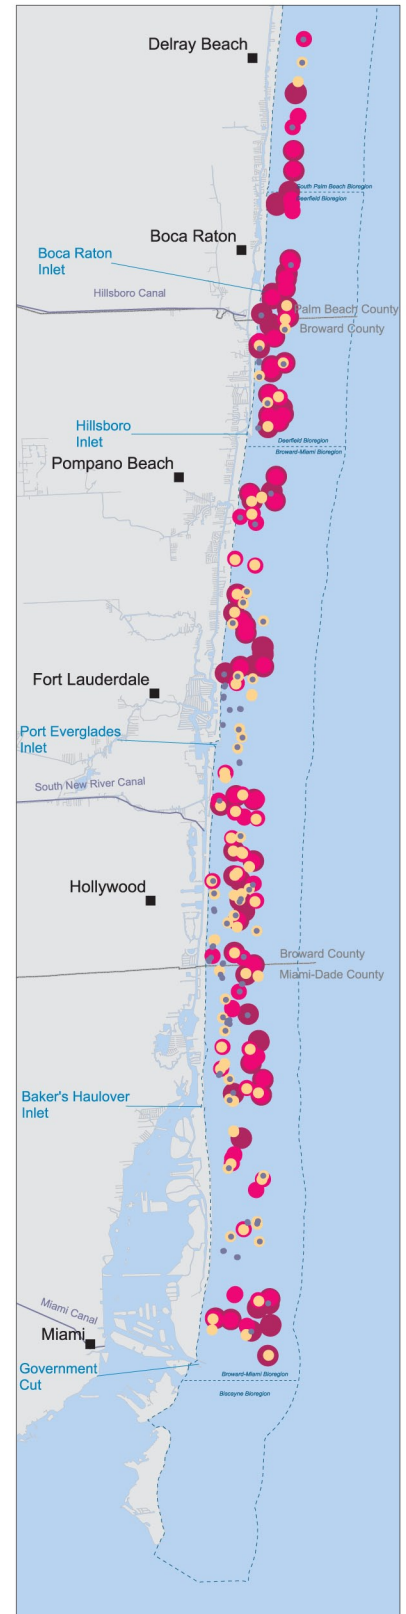 Delray Beach
South Palm Beach Bioregion
Deerfield Bioregion
Boca Raton
Boca Raton
Inlet
Hillsboro Canal
Palm Beach County
Broward County
Hillsboro
Inlet
Deerfield Bioregion
Broward-Miami Bioregion
Pompano Beach
Fort Lauderdale
Port Everglades
Inlet
South New River Canal
Hollywood
Broward County
Miami-Dade County
Baker's Haulover
Inlet
Miami Canal
Miami
Government
Cut
Broward-Miami Bioregion
Biscayne Bioregion